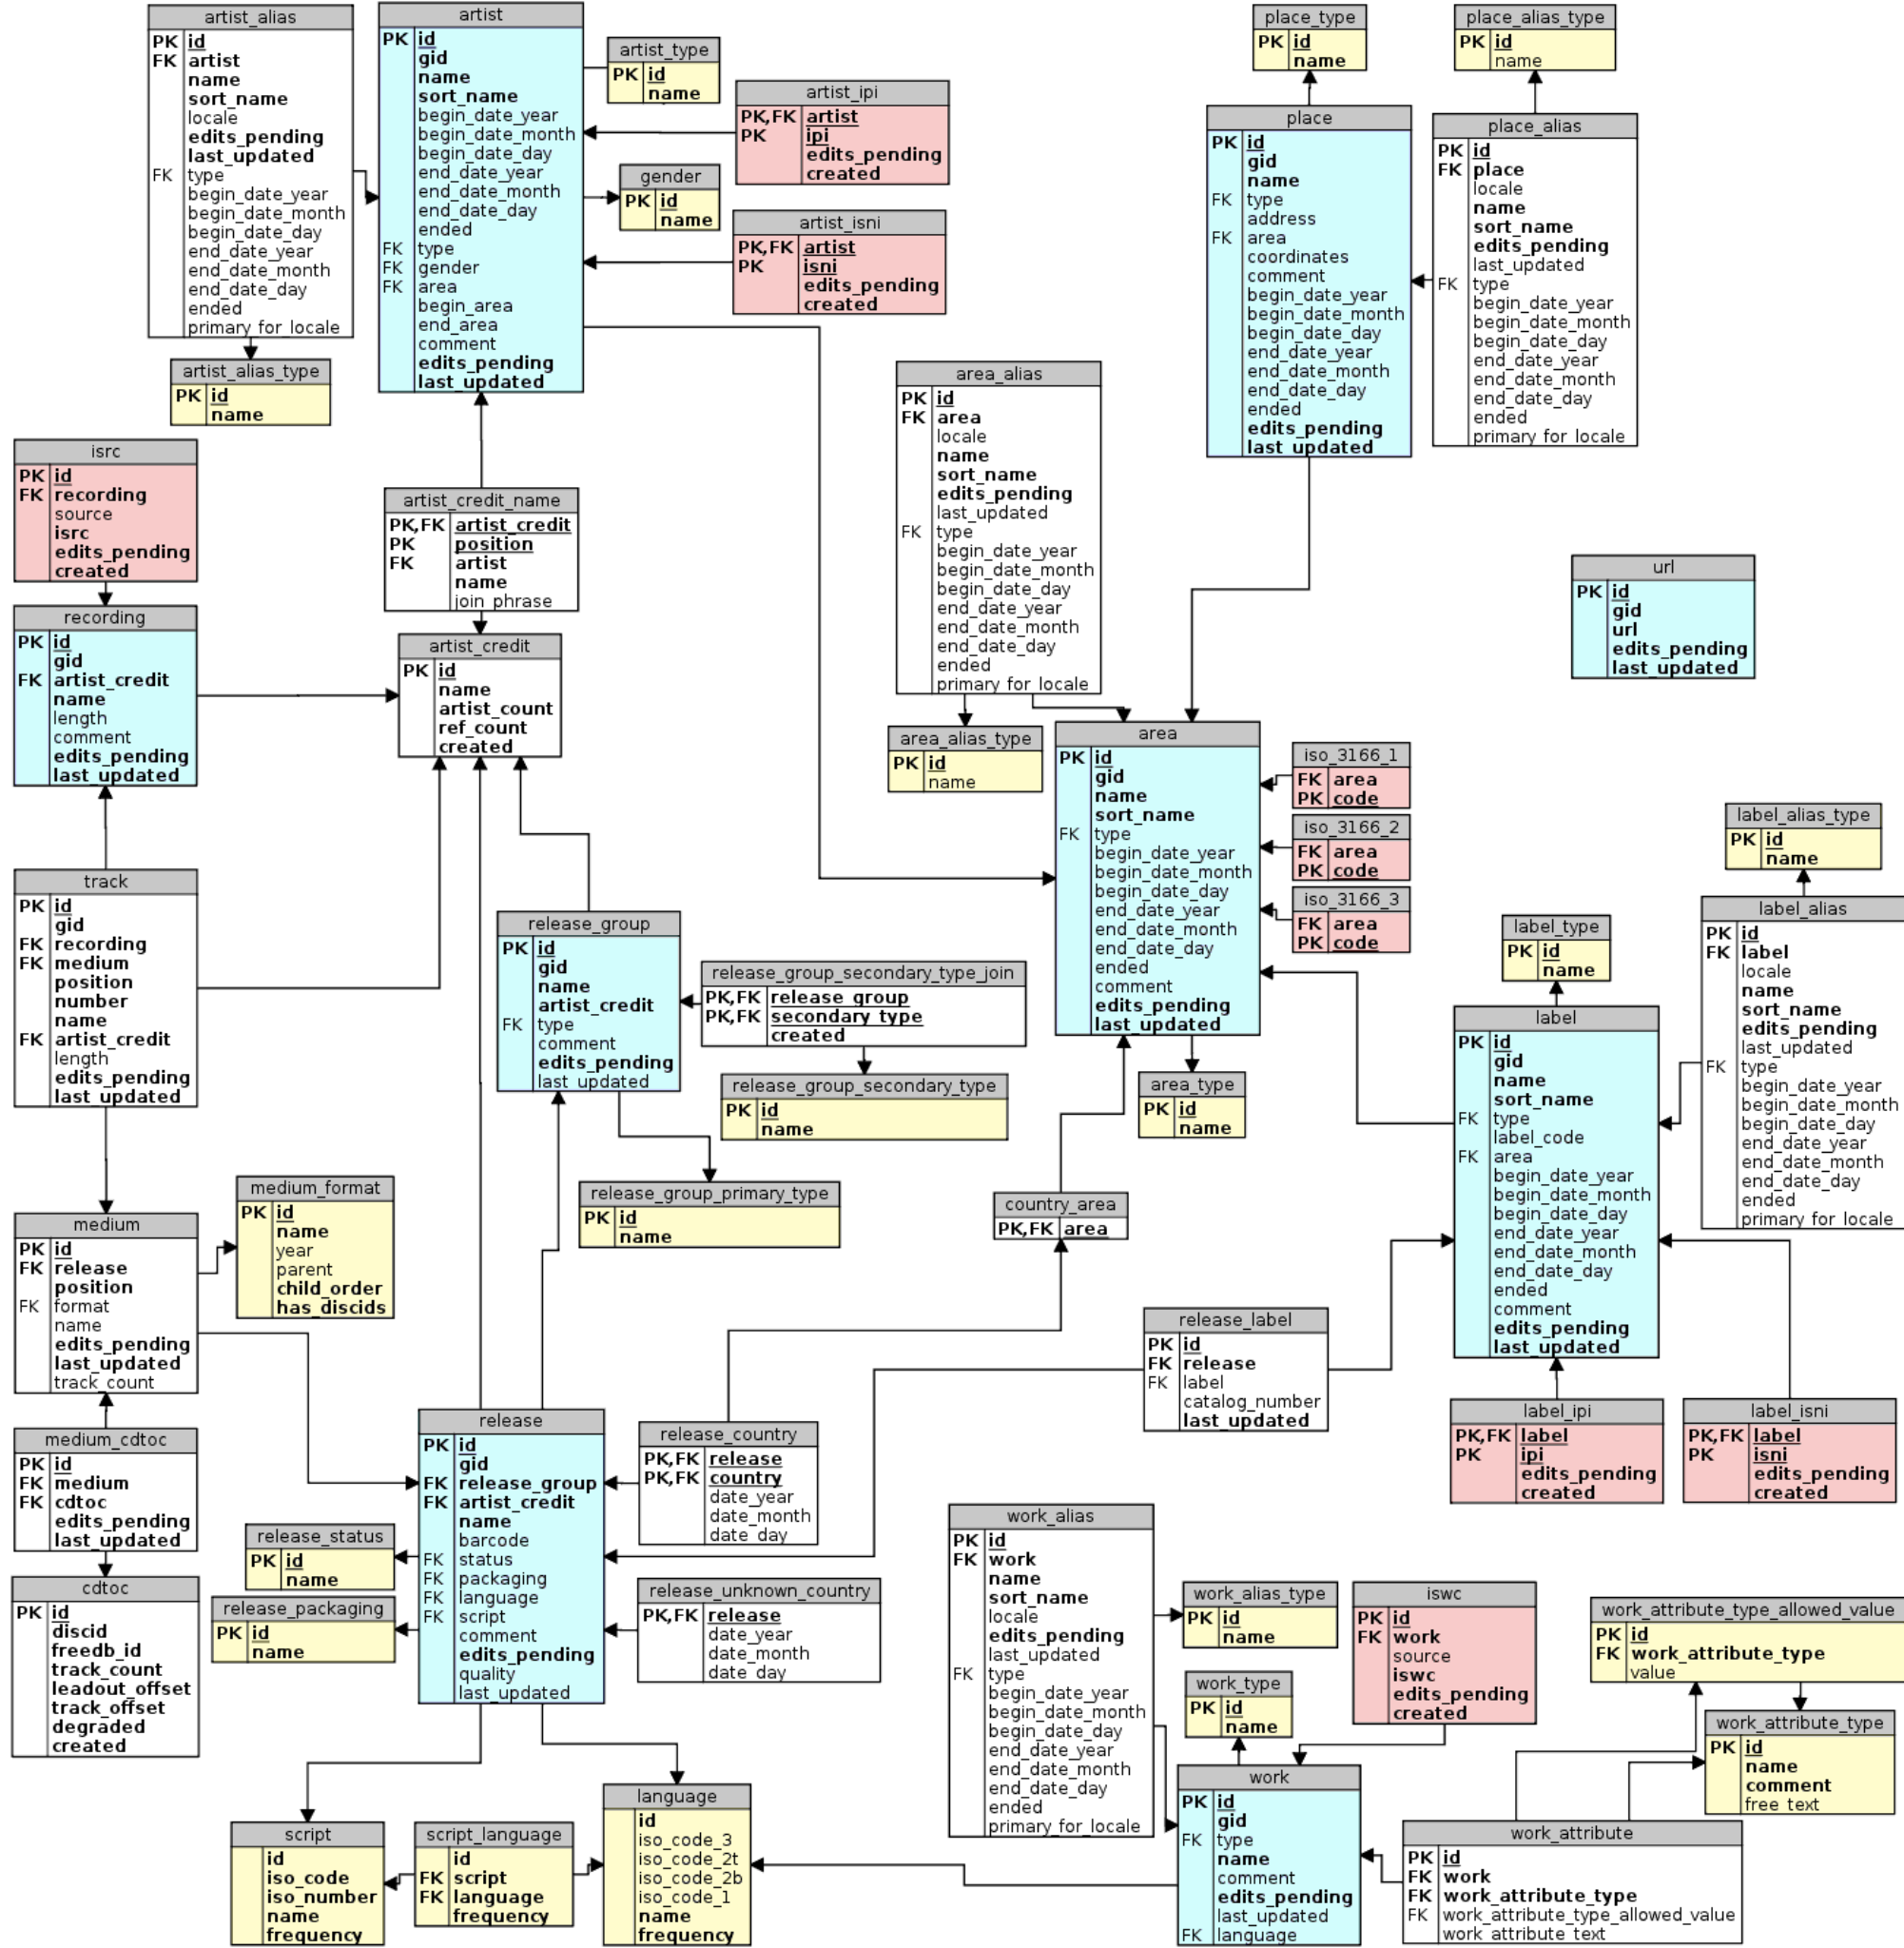 artist_alias
PK id
FK artist
name
sort_name
locale
edits_pending
last_updated
FK type
begin_date_year
begin_date_month
begin_date_day
end_date_year
end_date_month
end_date_day
ended
primary_for_locale
artist_alias_type
PK id
name
artist
PK id
gid
name
sort_name
begin_date_year
begin_date_month
begin_date_day
end_date_year
end_date_month
end_date_day
ended
FK type
FK gender
FK area
begin_area
end_area
comment
edits_pending
last_updated
artist_type
PK id
name
artist_ipi
PK,FK artist
PK ipi
edits_pending
created
gender
PK id
name
artist_isni
PK,FK artist
PK isni
edits_pending
created
place_type
PK id
name
place_alias_type
PK id
name
place
PK id
gid
name
FK type
address
FK area
coordinates
comment
begin_date_year
begin_date_month
begin_date_day
end_date_year
end_date_month
end_date_day
ended
edits_pending
last_updated
place_alias
PK id
FK place
locale
name
sort_name
edits_pending
last_updated
FK type
begin_date_year
begin_date_month
begin_date_day
end_date_year
end_date_month
end_date_day
ended
primary_for_locale
area_alias
PK id
FK area
locale
name
sort_name
edits_pending
last_updated
FK type
begin_date_year
begin_date_month
begin_date_day
end_date_year
end_date_month
end_date_day
ended
primary_for_locale
isrc
PK id
FK recording
source
isrc
edits_pending
created
artist_credit_name
PK,FK artist_credit
PK position
FK artist
name
join_phrase
url
PK id
gid
url
edits_pending
last_updated
recording
PK id
gid
FK artist_credit
name
length
comment
edits_pending
last_updated
artist_credit
PK id
name
artist_count
ref_count
created
area_alias_type
PK id
name
area
PK id
gid
name
sort_name
FK type
begin_date_year
begin_date_month
begin_date_day
end_date_year
end_date_month
end_date_day
ended
comment
edits_pending
last_updated
iso_3166_1
FK area
PK code
iso_3166_2
FK area
PK code
iso_3166_3
FK area
PK code
label_alias_type
PK id
name
track
PK id
gid
FK recording
FK medium
position
number
name
FK artist_credit
length
edits_pending
last_updated
release_group
PK id
gid
name
artist_credit
FK type
comment
edits_pending
last_updated
release_group_secondary_type_join
PK,FK release_group
PK,FK secondary_type
created
release_group_secondary_type
PK id
name
release_group_primary_type
PK id
name
area_type
PK id
name
country_area
PK,FK area
label_type
PK id
name
label
PK id
gid
name
sort_name
FK type
label_code
FK area
begin_date_year
begin_date_month
begin_date_day
end_date_year
end_date_month
end_date_day
ended
comment
edits_pending
last_updated
label_alias
PK id
FK label
locale
name
sort_name
edits_pending
last_updated
FK type
begin_date_year
begin_date_month
begin_date_day
end_date_year
end_date_month
end_date_day
ended
primary_for_locale
medium
PK id
FK release
position
FK format
name
edits_pending
last_updated
track_count
medium_format
PK id
name
year
parent
child_order
has_discids
release_label
PK id
FK release
FK label
catalog_number
last_updated
label_ipi
PK,FK label
PK ipi
edits_pending
created
label_isni
PK,FK label
PK isni
edits_pending
created
medium_cdtoc
PK id
FK medium
FK cdtoc
edits_pending
last_updated
cdtoc
PK id
discid
freedb_id
track_count
leadout_offset
track_offset
degraded
created
release_status
PK id
name
release_packaging
PK id
name
release
PK id
gid
FK release_group
FK artist_credit
name
barcode
FK status
FK packaging
FK language
FK script
comment
edits_pending
quality
last_updated
release_country
PK,FK release
PK,FK country
date_year
date_month
date_day
release_unknown_country
PK,FK release
date_year
date_month
date_day
work_alias
PK id
FK work
name
sort_name
locale
edits_pending
last_updated
FK type
begin_date_year
begin_date_month
begin_date_day
end_date_year
end_date_month
end_date_day
ended
primary_for_locale
work_alias_type
PK id
name
work_type
PK id
name
iswc
PK id
FK work
source
iswc
edits_pending
created
work_attribute_type_allowed_value
PK id
FK work_attribute_type
value
work_attribute_type
PK id
name
comment
free_text
work
PK id
gid
FK type
name
comment
edits_pending
last_updated
FK language
work_attribute
PK id
FK work
FK work_attribute_type
FK work_attribute_type_allowed_value
work_attribute_text
script
id
iso_code
iso_number
name
frequency
script_language
id
FK script
FK language
frequency
language
id
iso_code_3
iso_code_2t
iso_code_2b
iso_code_1
name
frequency